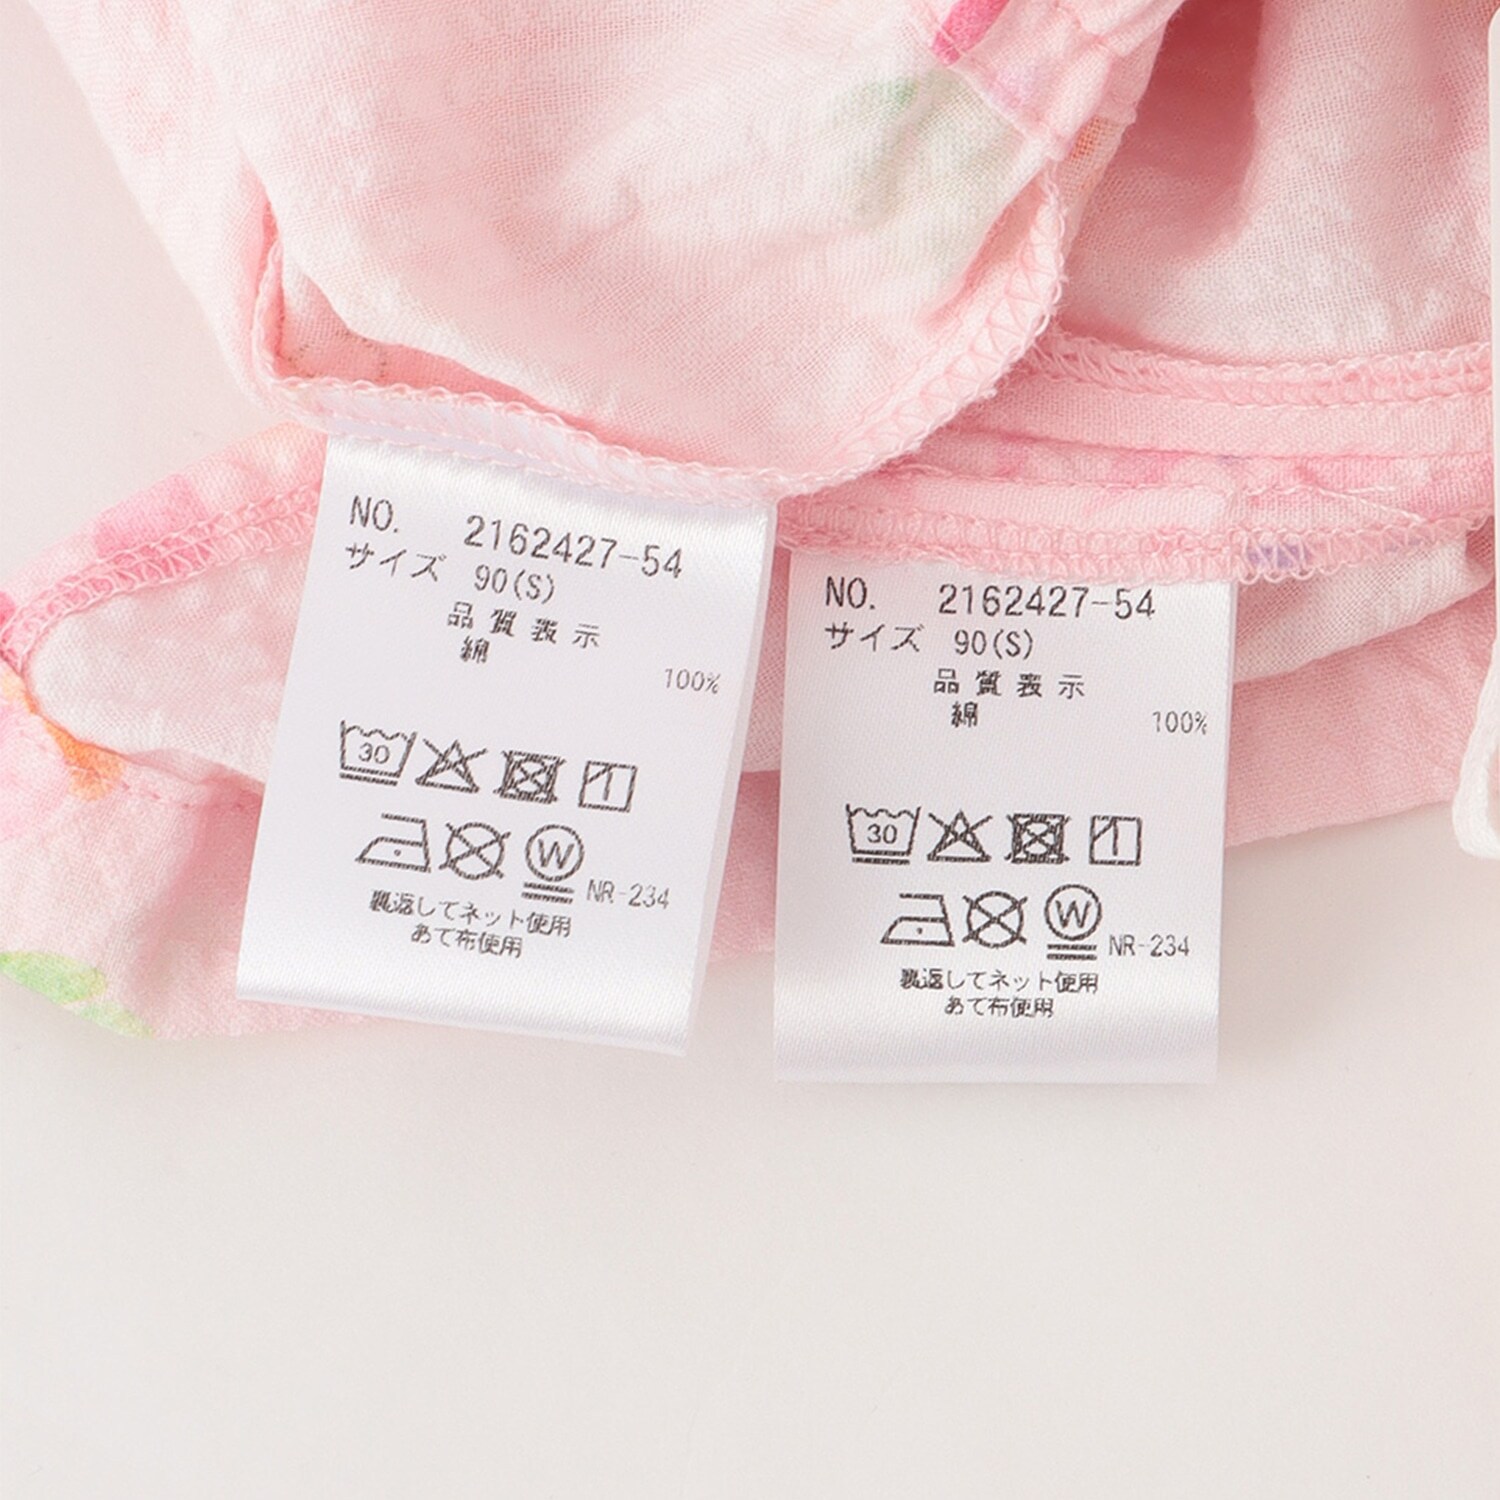 NO. 2162427-54
サイズ 90(S)
品質表示
綿 100%
30
W NR-234
裏返してネット使用
あて布使用
NO. 2162427-54
サイズ 90(S)
品質表示
綿 100%
30
W NR-234
裏返してネット使用
あて布使用